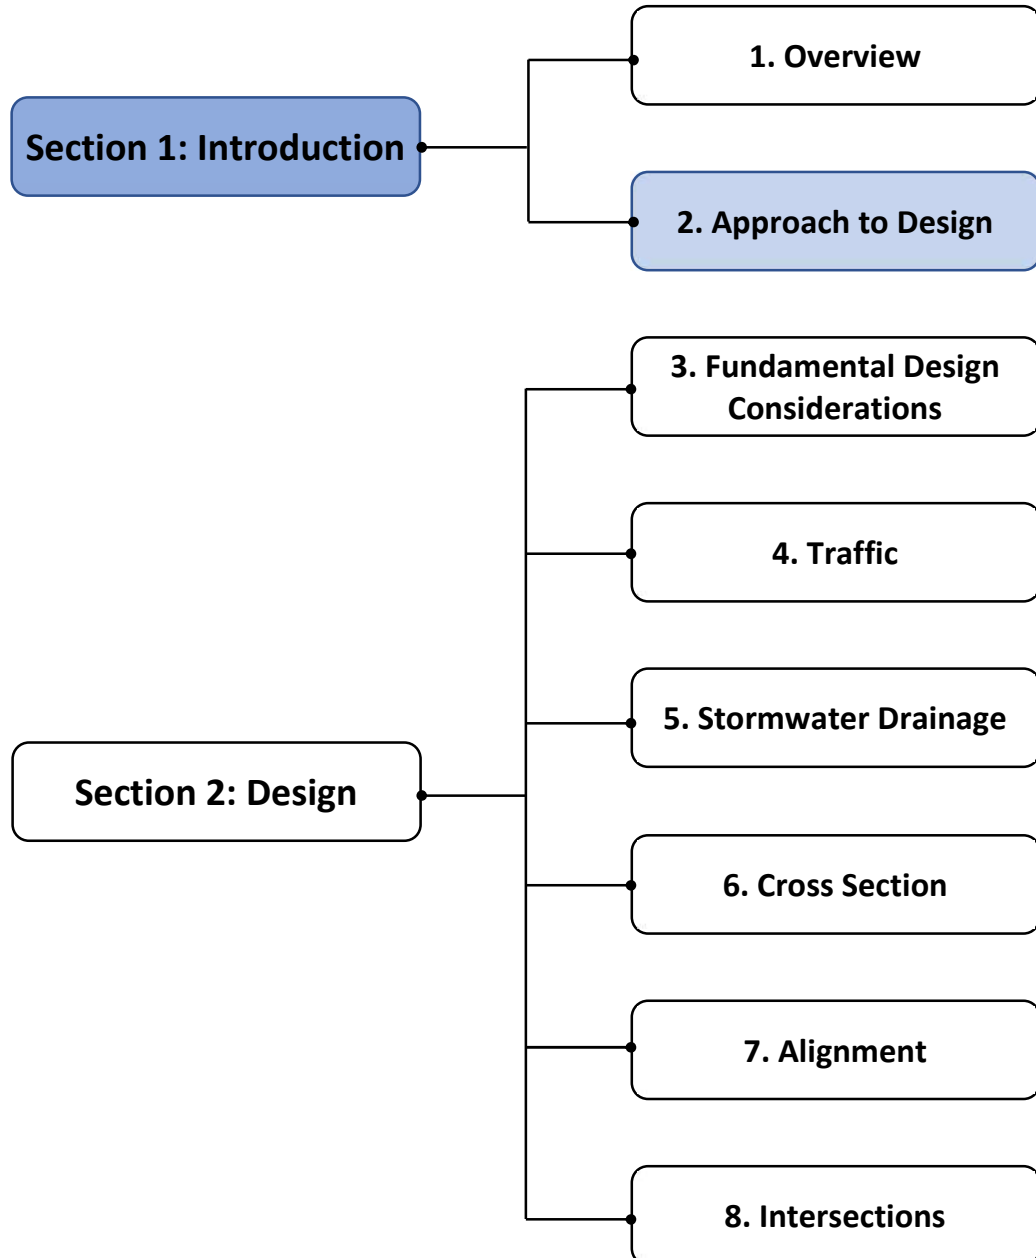 1. Overview
Section 1: Introduction
2. Approach to Design
3. Fundamental Design
Considerations
4. Traffic
5. Stormwater Drainage
Section 2: Design
6. Cross Section
7. Alignment
8. Intersections